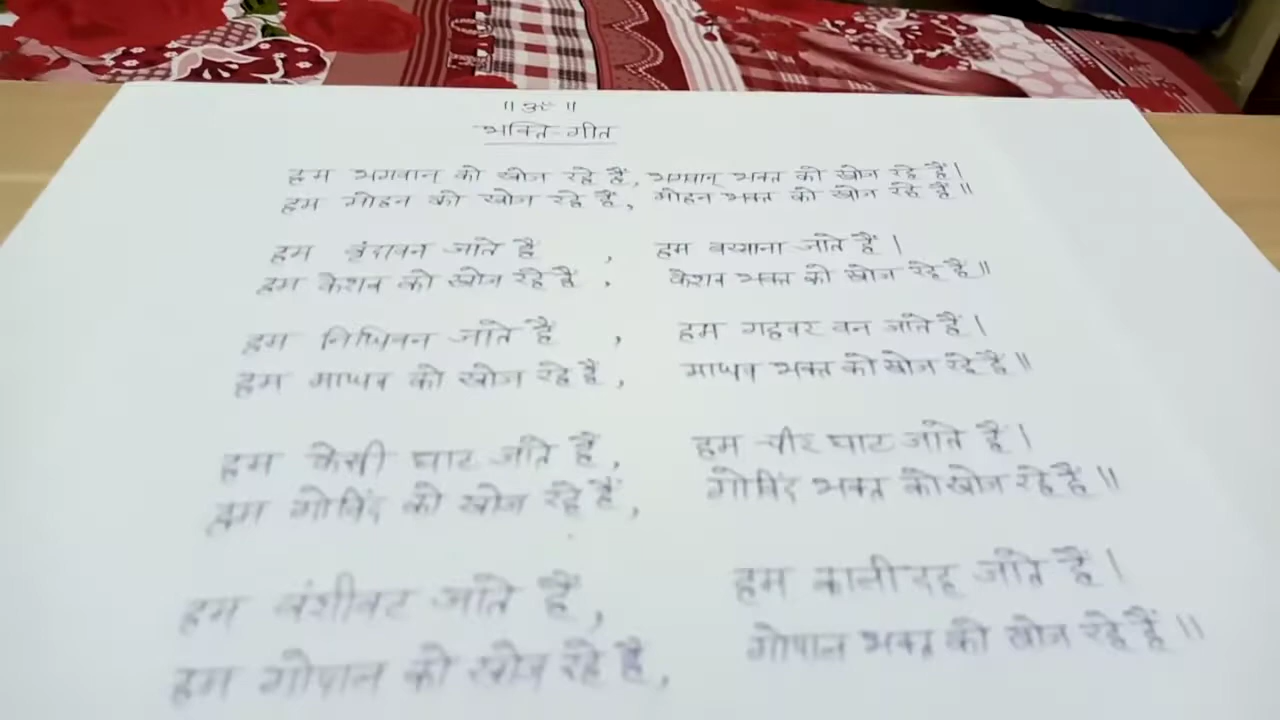 ॥ ॐ ॥
भक्ति-गीत
हम भगवान को खोज रहे हैं, भगवान् भक्त को खोज रहे हैं।
हम मोहन को खोज रहे हैं, मोहन भक्त को खोज रहे हैं॥
हम वृंदावन जाते हैं , हम बरसाना जाते हैं।
हम केशव को खोज रहे हैं , केशव भक्त को खोज रहे हैं॥
हम निधिवन जाते हैं , हम गहवर वन जाते हैं।
हम माधव को खोज रहे हैं, माधव भक्त को खोज रहे हैं॥
हम केसी घाट जाते हैं, हम चीर घाट जाते हैं।
हम गोविंद को खोज रहे हैं, गोविंद भक्त को खोज रहे हैं॥
हम वंशीवट जाते हैं, हम कालीदह जाते हैं।
हम गोपाल को खोज रहे हैं, गोपाल भक्त को खोज रहे हैं॥